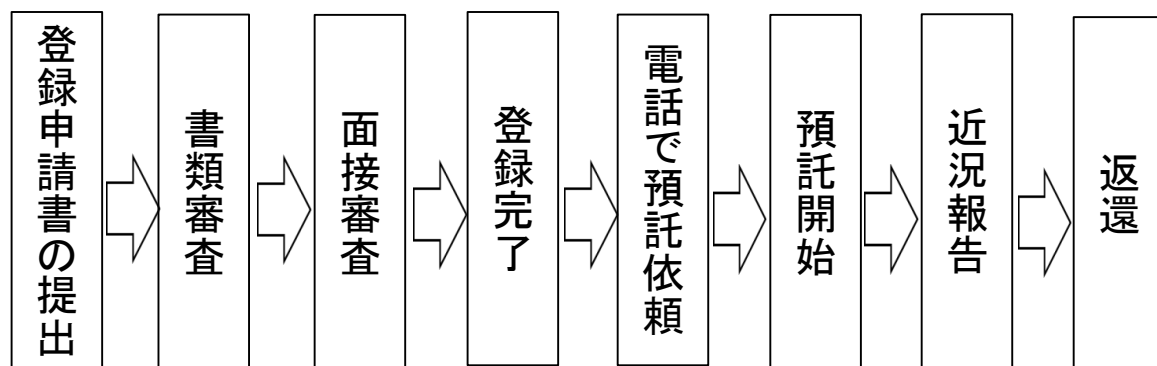 登録申請書の提出
書類審査
面接審査
登録完了
電話で預託依頼
預託開始
近況報告
返還